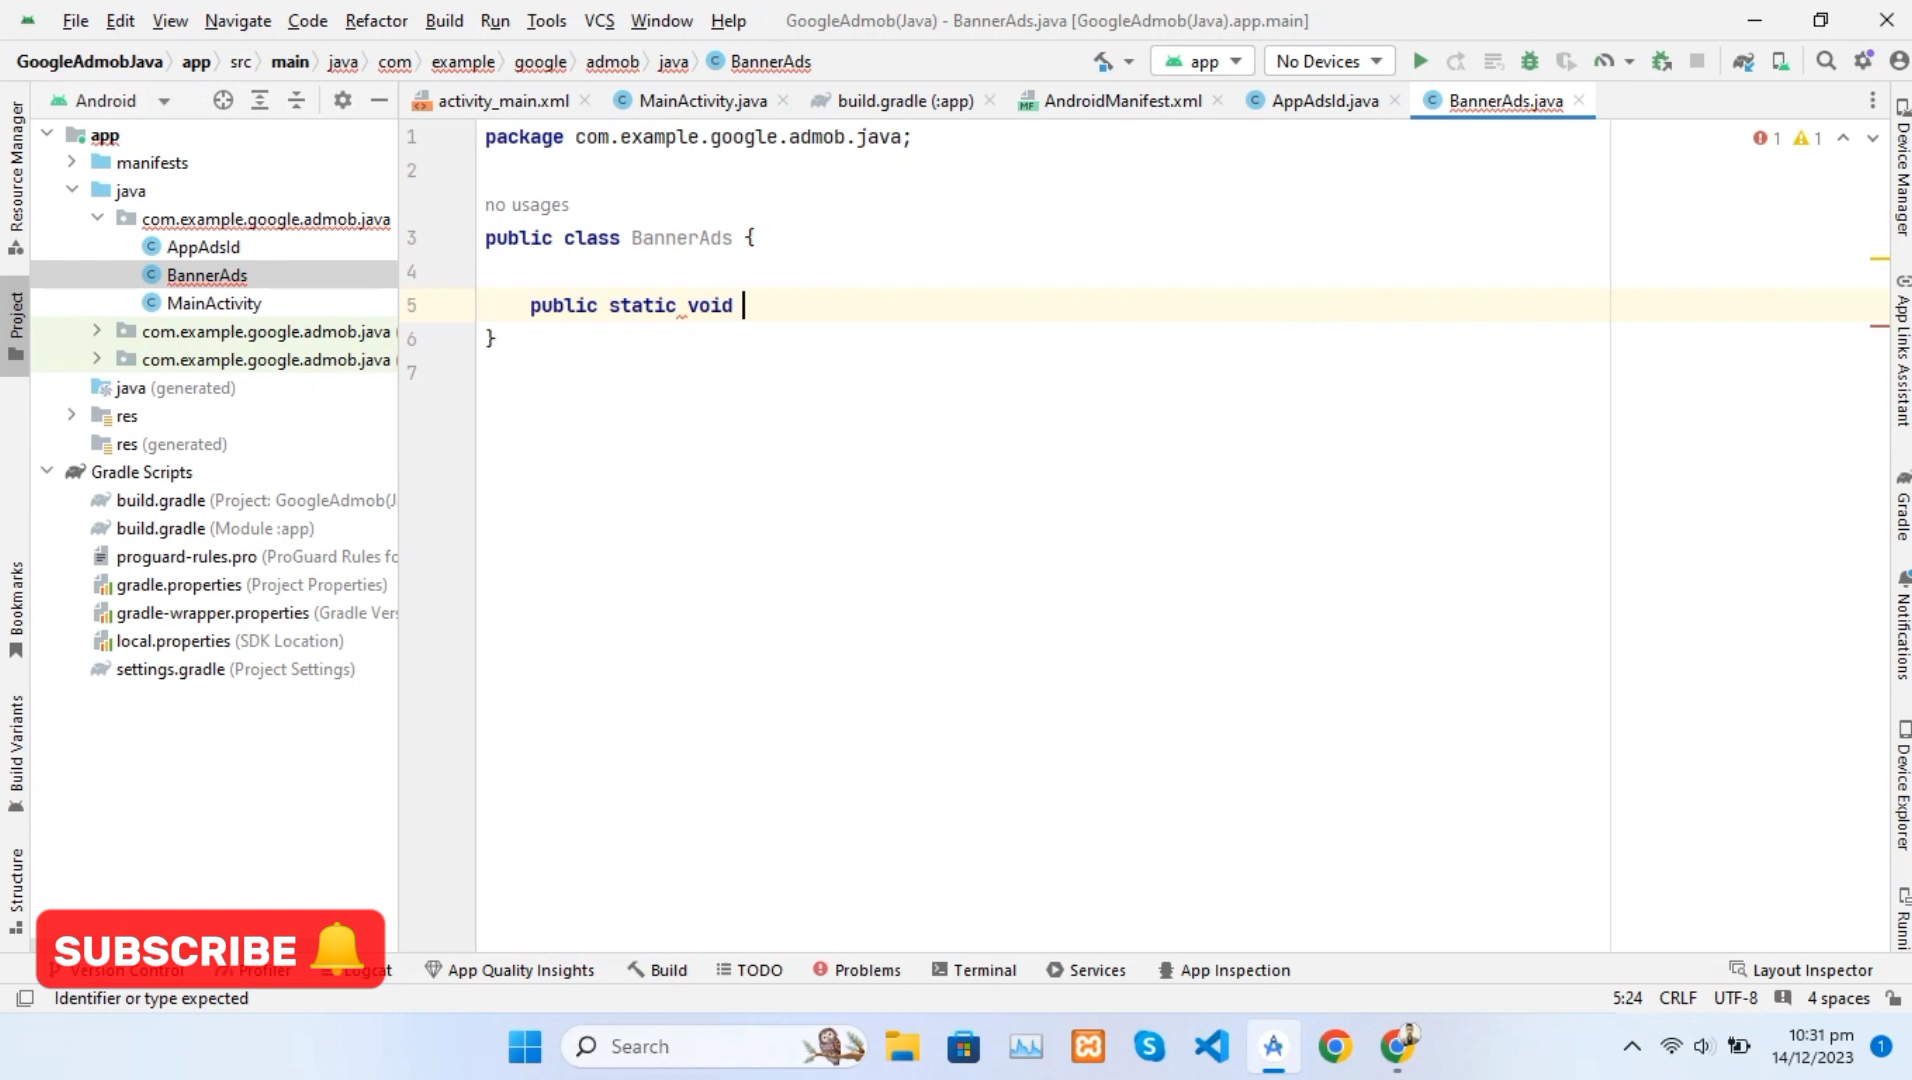 File Edit View Navigate Code Refactor Build Run Tools VCS Window Help GoogleAdmob(Java) - BannerAds.java [GoogleAdmob(Java).app.main]
GoogleAdmobJava app src main java com example google admob java BannerAds app No Devices
Android activity_main.xml MainActivity.java build.gradle (:app) AndroidManifest.xml AppAdsId.java BannerAds.java
Resource Manager
Project
Bookmarks
Build Variants
Structure
app
manifests
java
com.example.google.admob.java
AppAdsId
BannerAds
MainActivity
com.example.google.admob.java (
com.example.google.admob.java (
java (generated)
res
res (generated)
Gradle Scripts
build.gradle (Project: GoogleAdmob(J
build.gradle (Module :app)
proguard-rules.pro (ProGuard Rules fo
gradle.properties (Project Properties)
gradle-wrapper.properties (Gradle Vers
local.properties (SDK Location)
settings.gradle (Project Settings)
1 package com.example.google.admob.java;
2
no usages
3 public class BannerAds {
4
5 public static void
6 }
7
1 1
Device Manager
App Links Assistant
Gradle
Notifications
Device Explorer
Runni
SUBSCRIBE
Version Control Profiler Logcat App Quality Insights Build TODO Problems Terminal Services App Inspection Layout Inspector
Identifier or type expected 5:24 CRLF UTF-8 4 spaces
Search 10:31 pm
14/12/2023 1